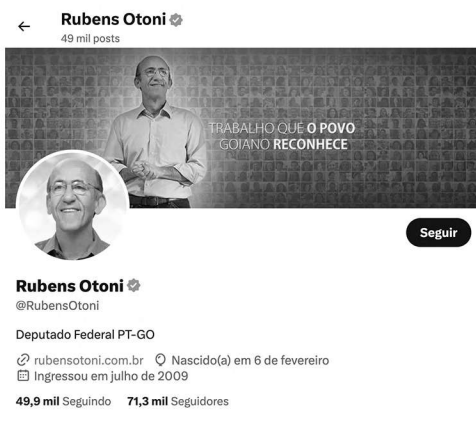 Rubens Otoni
49 mil posts
TRABALHO QUE O POVO
GOIANO RECONHECE
Seguir
Rubens Otoni
@RubensOtoni
Deputado Federal PT-GO
rubensotoni.com.br Nascido(a) em 6 de fevereiro
Ingressou em julho de 2009
49,9 mil Seguindo 71,3 mil Seguidores